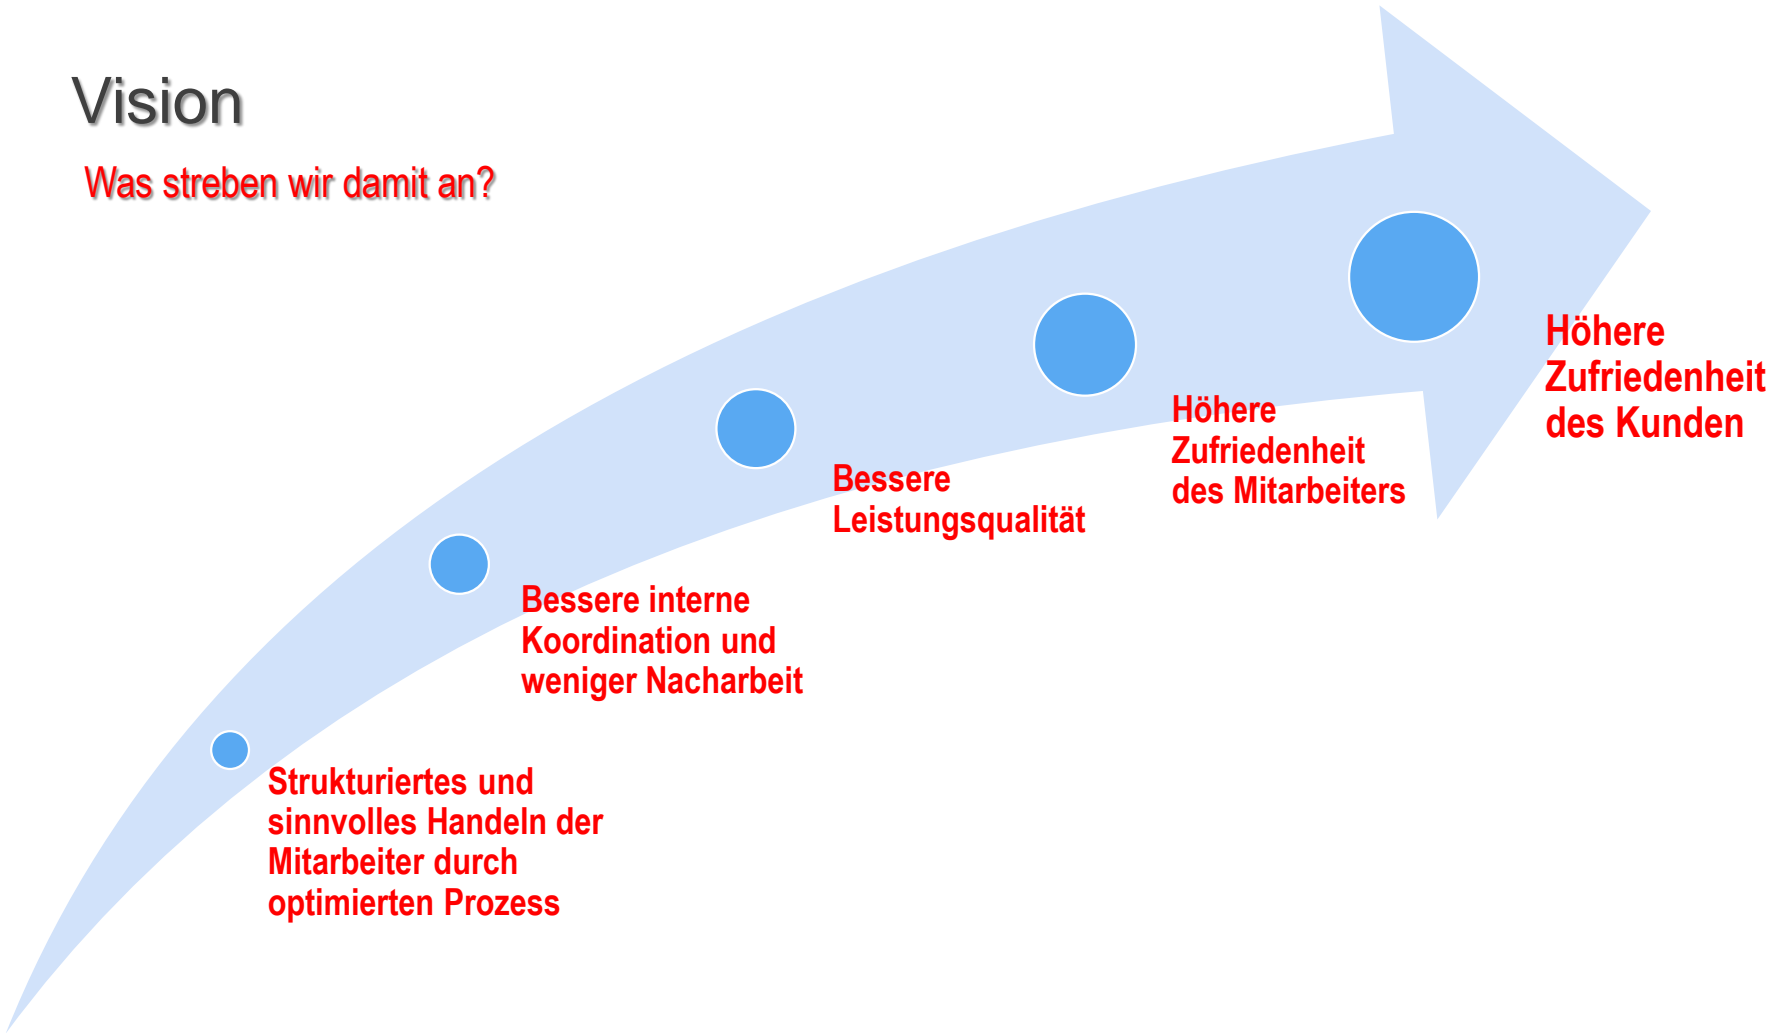 Vision
Was streben wir damit an?
Höhere
Zufriedenheit
des Kunden
Höhere
Zufriedenheit
des Mitarbeiters
Bessere
Leistungsqualität
Bessere interne
Koordination und
weniger Nacharbeit
Strukturiertes und
sinnvolles Handeln der
Mitarbeiter durch
optimierten Prozess